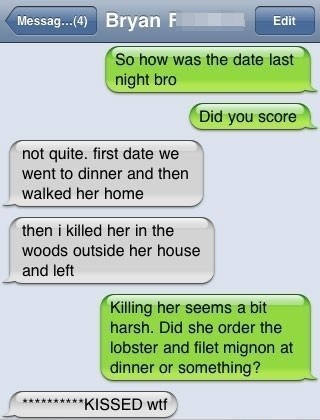 Messag...(4) Bryan F Edit
So how was the date last
night bro
Did you score
not quite. first date we
went to dinner and then
walked her home
then i killed her in the
woods outside her house
and left
Killing her seems a bit
harsh. Did she order the
lobster and filet mignon at
dinner or something?
**********KISSED wtf